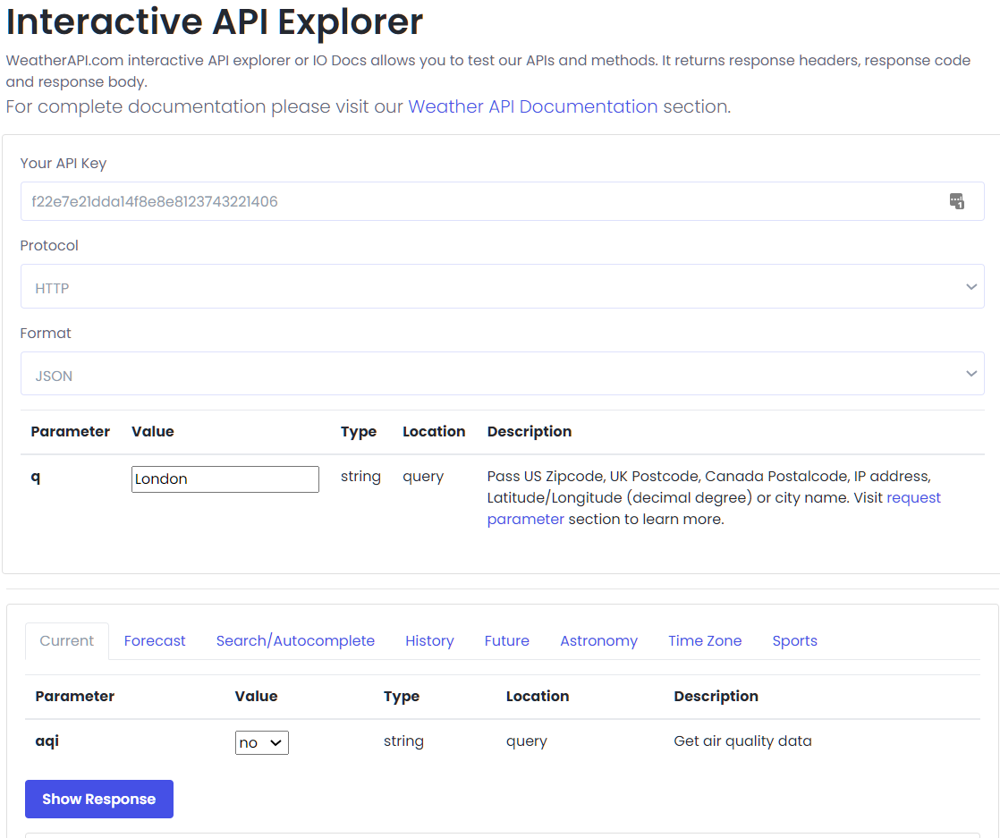 Interactive API Explorer
WeatherAPI.com interactive API explorer or IO Docs allows you to test our APIs and methods. It returns response headers, response code
and response body.
For complete documentation please visit our Weather API Documentation section.
Your API Key
f22e7e21dda14f8e8e8123743221406
1
Protocol
HTTP
Format
JSON
Parameter Value Type Location Description
q London string query Pass US Zipcode, UK Postcode, Canada Postalcode, IP address,
Latitude/Longitude (decimal degree) or city name. Visit request
parameter section to learn more.
Current Forecast Search/Autocomplete History Future Astronomy Time Zone Sports
Parameter Value Type Location Description
aqi no string query Get air quality data
Show Response